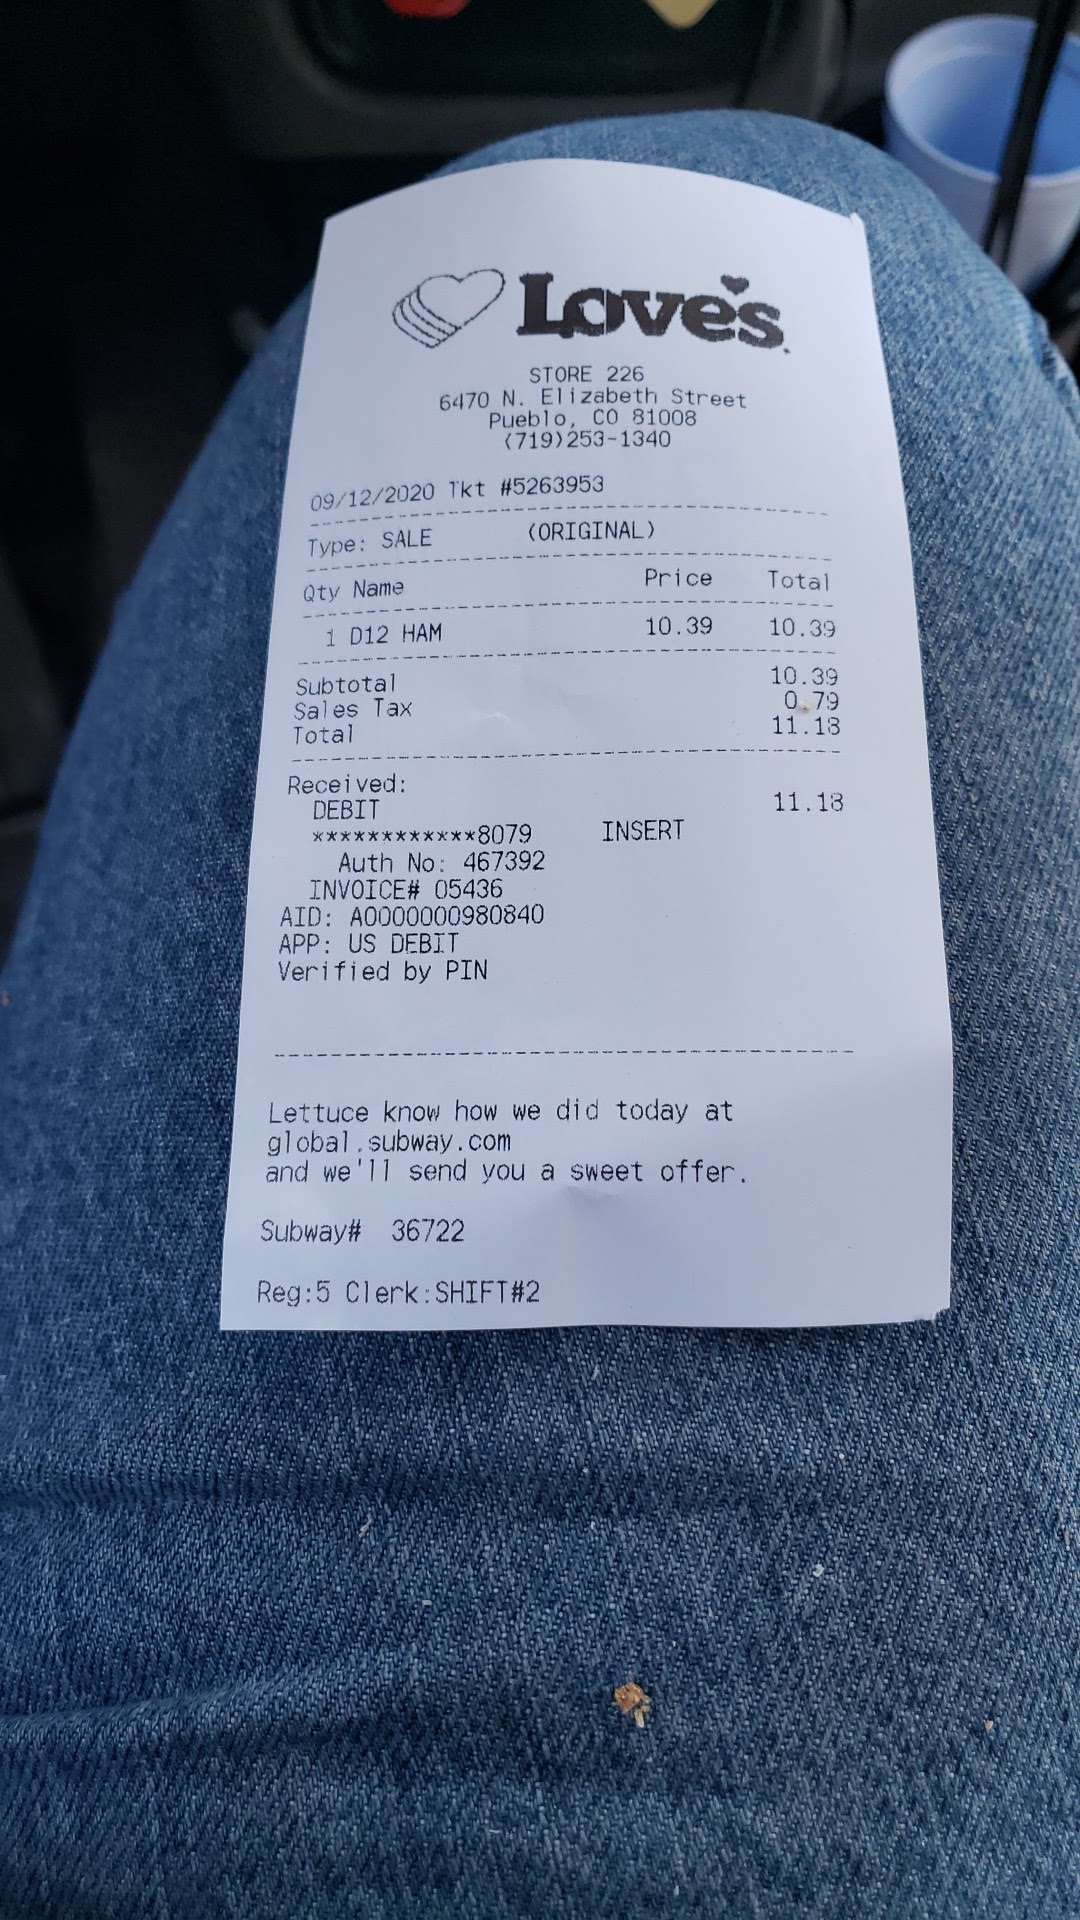 Love's
STORE 226
6470 N. Elizabeth Street
Pueblo, CO 81008
(719)253-1340
09/12/2020 Tkt #5263953
Type: SALE (ORIGINAL)
Qty Name Price Total
1 D12 HAM 10.39 10.39
Subtotal 10.39
Sales Tax 0.79
Total 11.18
Received:
DEBIT 11.18
************8079 INSERT
Auth No: 467392
INVOICE# 05436
AID: A0000000980840
APP: US DEBIT
Verified by PIN
Lettuce know how we did today at
global.subway.com
and we'll send you a sweet offer.
Subway# 36722
Reg:5 Clerk:SHIFT#2